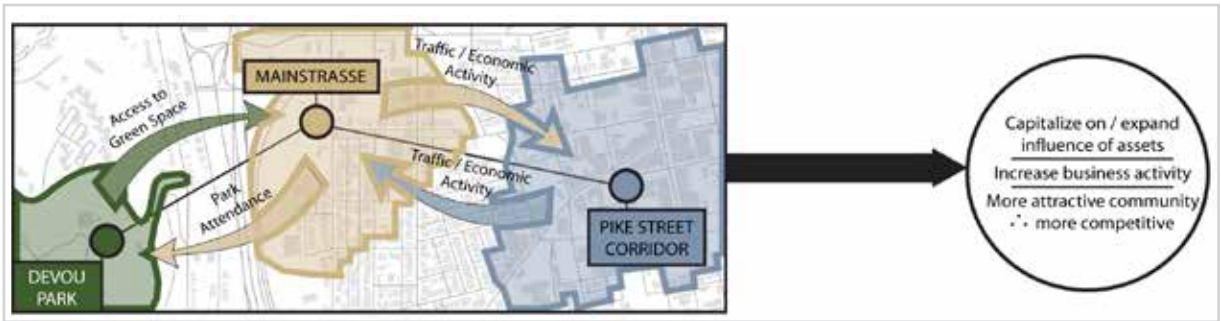 MAINSTRASSE
Access to
Green Space
Traffic / Economic
Activity
Park
Attendance
Traffic / Economic
Activity
DEVOU
PARK
PIKE STREET
CORRIDOR
Capitalize on / expand
influence of assets
Increase business activity
More attractive community
∴ more competitive